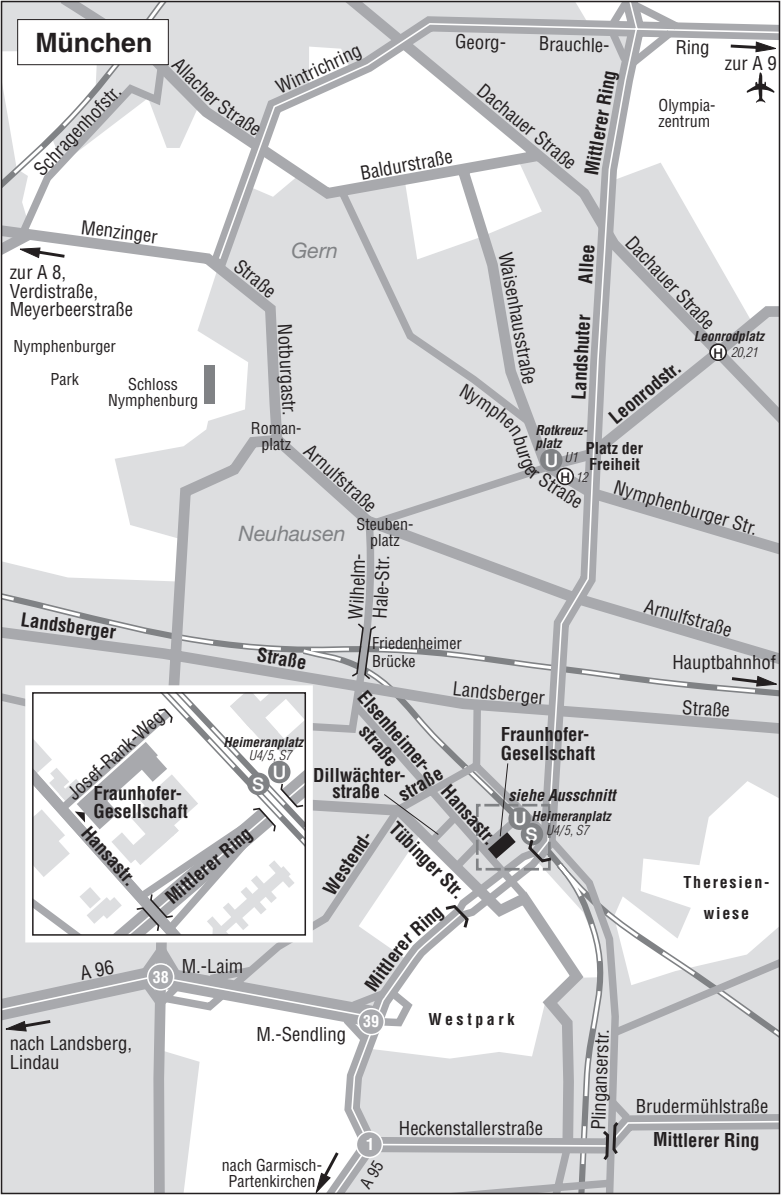 München
Georg-
Brauchle-
Ring
zur A 9
Wintrichring
Allacher Straße
Schragenhofstr.
Dachauer Straße
Mittlerer Ring
Olympia-
zentrum
Baldurstraße
Menzinger
Straße
Gern
zur A 8,
Verdistraße,
Meyerbeerstraße
Waisenhausstraße
Landshuter Allee
Dachauer Straße
Leonrodplatz
H 20,21
Nymphenburger
Park
Schloss
Nymphenburg
Notburgastr.
Leonrodstr.
Nymphenburger Straße
Roman-
platz
Rotkreuz-
platz
U U1
H 12
Platz der
Freiheit
Arnulfstraße
Nymphenburger Str.
Neuhausen
Steuben-
platz
Wilhelm-
Hale-Str.
Arnulfstraße
Landsberger
Straße
Friedenheimer
Brücke
Hauptbahnhof
Landsberger
Straße
Elsenheimer-
straße
Fraunhofer-
Gesellschaft
Josef-Rank-Weg
Heimeranplatz
U4/5, S7
S U
Fraunhofer-
Gesellschaft
Hansastr.
Mittlerer Ring
Dillwächter-
straße
siehe Ausschnitt
U Heimeranplatz
S U4/5, S7
Hansastr.
Westend-
straße
Tübinger Str.
Theresien-
wiese
Mittlerer Ring
A 96
38
M.-Laim
39
M.-Sendling
Westpark
nach Landsberg,
Lindau
Plinganserstr.
Heckenstallerstraße
Brudermühlstraße
Mittlerer Ring
1
nach Garmisch-
Partenkirchen
A 95